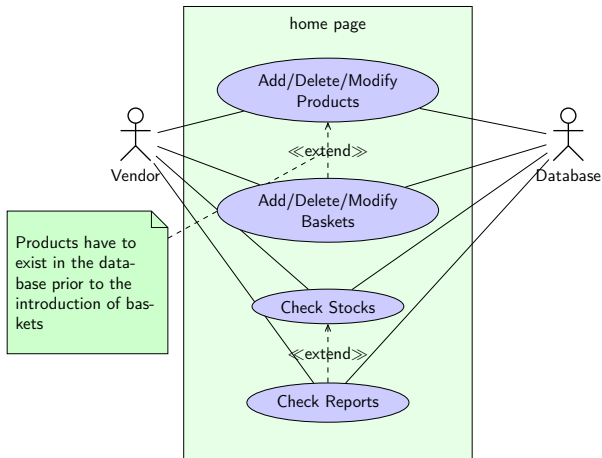 home page
Add/Delete/Modify
Products
≪extend≫
Vendor
Database
Add/Delete/Modify
Baskets
Products have to
exist in the data-
base prior to the
introduction of bas-
kets
Check Stocks
≪extend≫
Check Reports